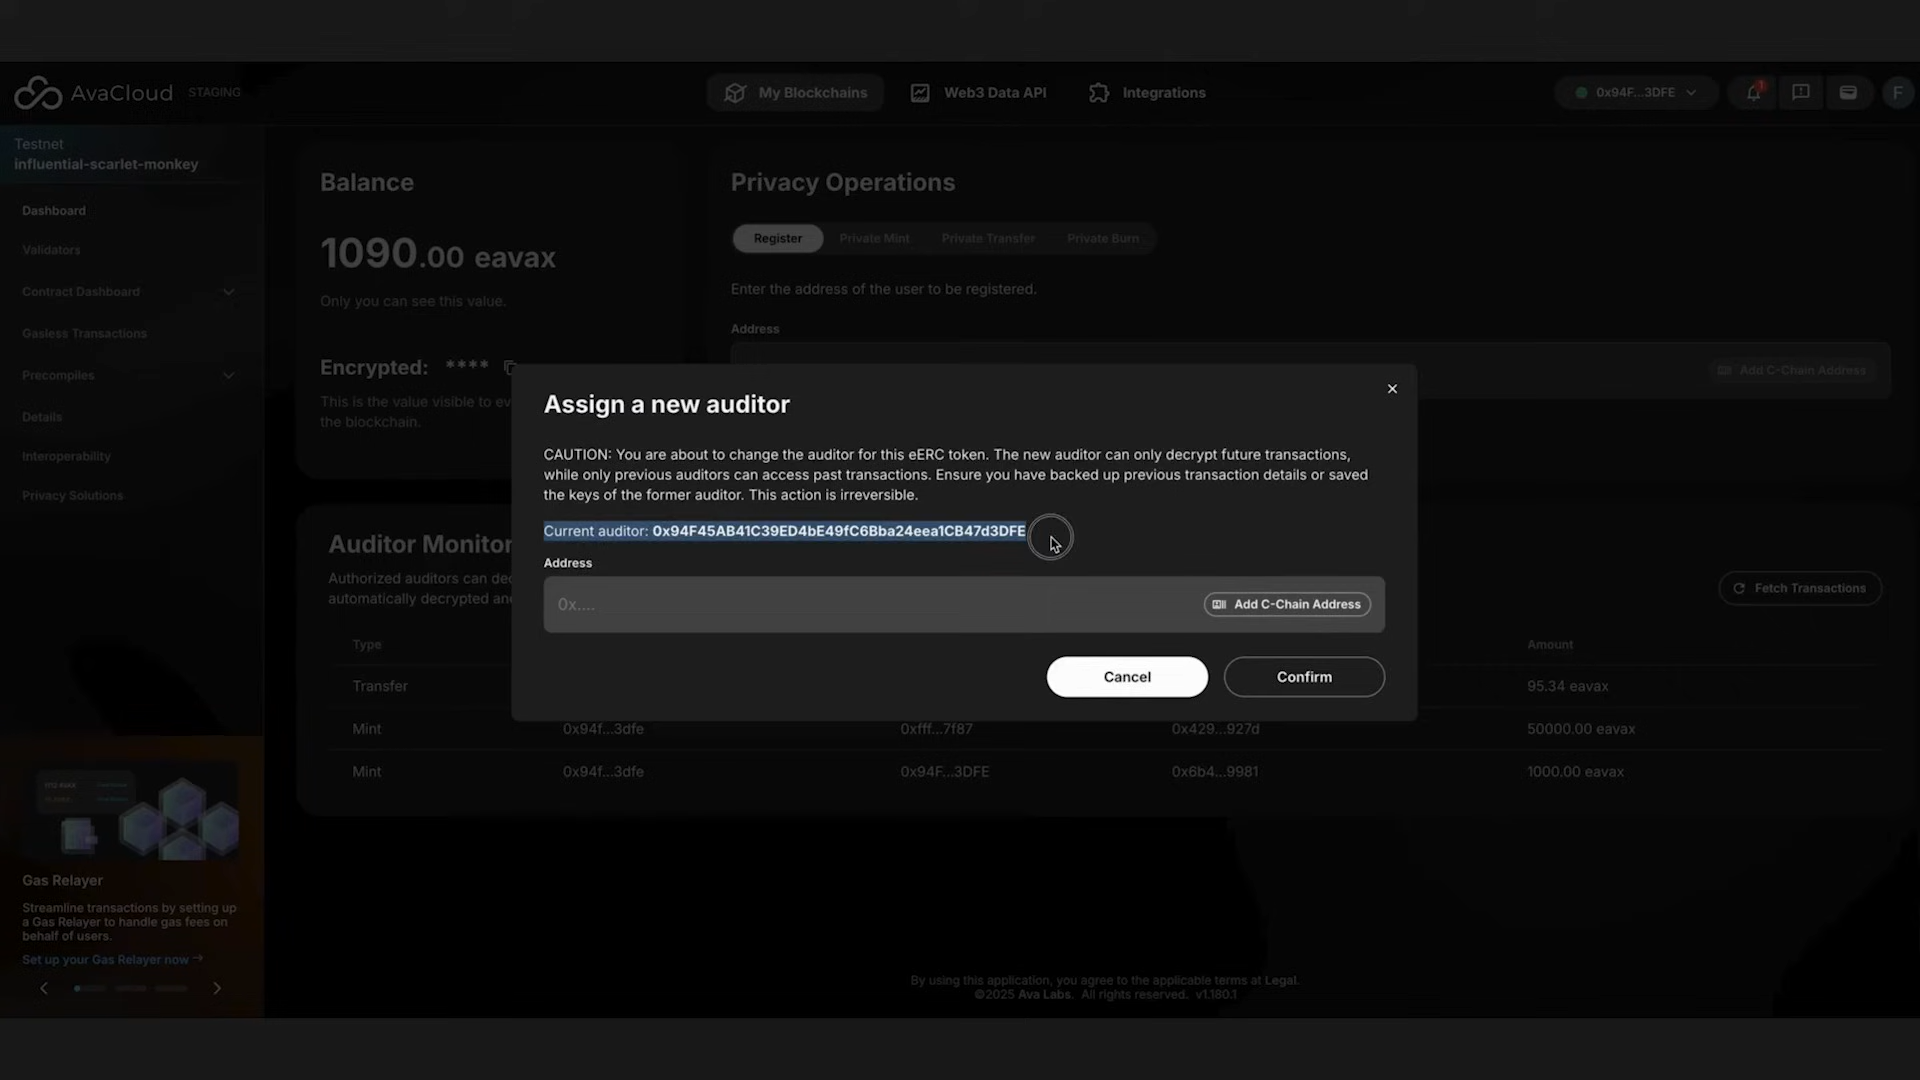 AvaCloud STAGING
My Blockchains
Web3 Data API
Integrations
0x94F...3DFE
1
F
Testnet
influential-scarlet-monkey
Dashboard
Validators
Contract Dashboard
Gasless Transactions
Precompiles
Details
Interoperability
Privacy Solutions
Balance
1090.00 eavax
Only you can see this value.
Encrypted: ****
This is the value visible to ev
the blockchain.
Privacy Operations
Register Private Mint Private Transfer Private Burn
Enter the address of the user to be registered.
Address
Add C-Chain Address
Assign a new auditor
CAUTION: You are about to change the auditor for this eERC token. The new auditor can only decrypt future transactions,
while only previous auditors can access past transactions. Ensure you have backed up previous transaction details or saved
the keys of the former auditor. This action is irreversible.
Current auditor: 0x94F45AB41C39ED4bE49fC6Bba24eea1CB47d3DFE
Address
0x....
Add C-Chain Address
Cancel
Confirm
Auditor Monitor
Authorized auditors can dec
automatically decrypted and
Fetch Transactions
Type Amount
Transfer 95.34 eavax
Mint 0x94f...3dfe 0xfff...7f87 0x429...927d 50000.00 eavax
Mint 0x94f...3dfe 0x94F...3DFE 0x6b4...9981 1000.00 eavax
Gas Relayer
Streamline transactions by setting up
a Gas Relayer to handle gas fees on
behalf of users.
Set up your Gas Relayer now →
By using this application, you agree to the applicable terms at Legal.
©2025 Ava Labs. All rights reserved. v1.180.1